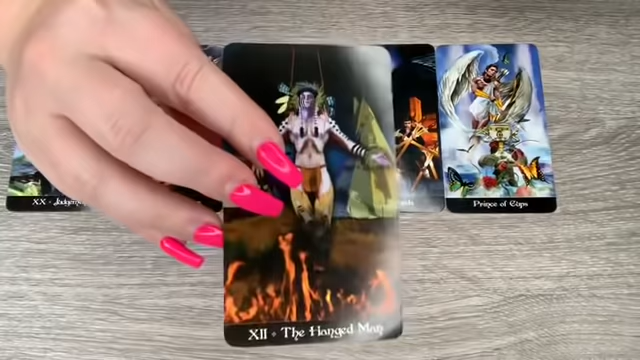 XX ✦ Judgement
Prince of Cups
XII ✦ The Hanged Man